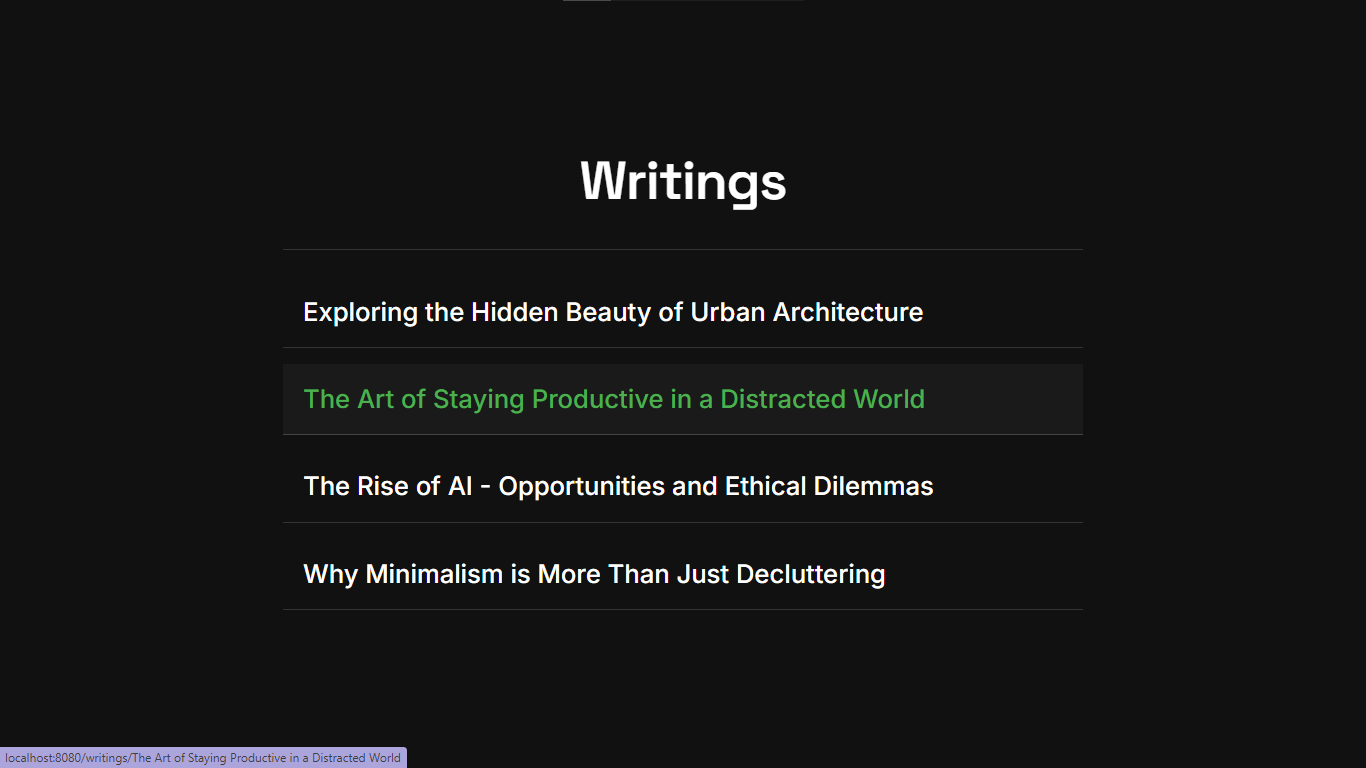 Writings
Exploring the Hidden Beauty of Urban Architecture
The Art of Staying Productive in a Distracted World
The Rise of AI - Opportunities and Ethical Dilemmas
Why Minimalism is More Than Just Decluttering
localhost:8080/writings/The Art of Staying Productive in a Distracted World